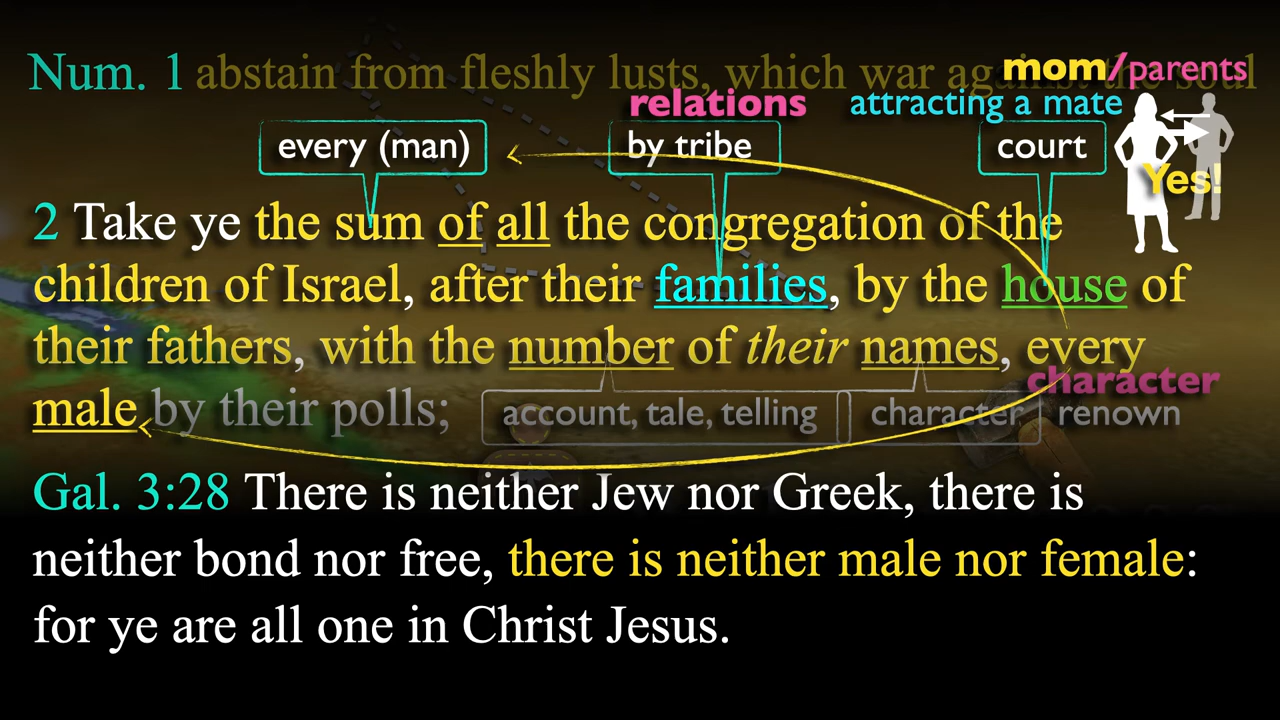 Num. 1 abstain from fleshly lusts, which war against the soul
mom/parents
relations attracting a mate
every (man) by tribe court
Yes!
2 Take ye the sum of all the congregation of the
children of Israel, after their families, by the house of
their fathers, with the number of their names, every
character
male by their polls; account, tale, telling character renown
Gal. 3:28 There is neither Jew nor Greek, there is
neither bond nor free, there is neither male nor female:
for ye are all one in Christ Jesus.